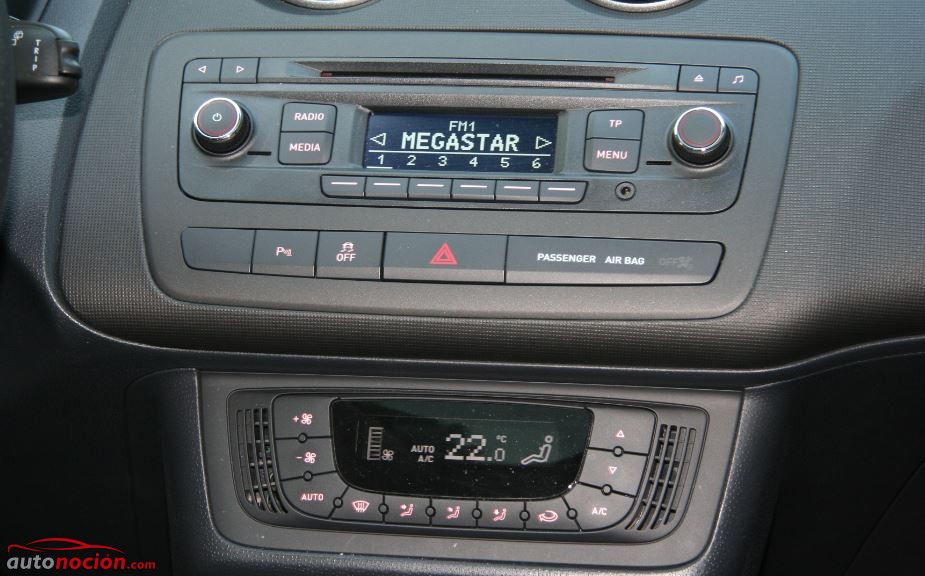 TRIP
RADIO
MEDIA
FM1
MEGASTAR
1 2 3 4 5 6
TP
MENU
P
OFF
PASSENGER AIR BAG OFF
+
-
AUTO
AUTO
A/C
22.0 °C
A/C
autonoción.com